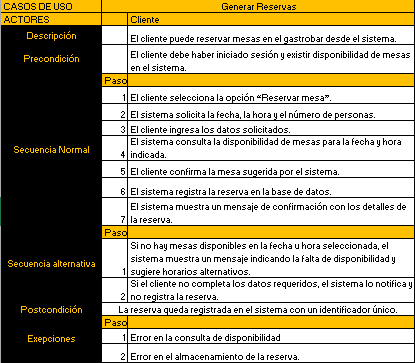 CASOS DE USO Generar Reservas
ACTORES Cliente
Descripción El cliente puede reservar mesas en el gastrobar desde el sistema.
Precondición El cliente debe haber iniciado sesión y existir disponibilidad de mesas
en el sistema.
Paso
1 El cliente selecciona la opción “Reservar mesa”.
2 El sistema solicita la fecha, la hora y el número de personas.
3 El cliente ingresa los datos solicitados.
Secuencia Normal
4 El sistema consulta la disponibilidad de mesas para la fecha y hora
indicada.
5 El cliente confirma la mesa sugerida por el sistema.
6 El sistema registra la reserva en la base de datos.
7 El sistema muestra un mensaje de confirmación con los detalles de
la reserva.
Paso
Secuencia alternativa
1 Si no hay mesas disponibles en la fecha u hora seleccionada, el
sistema muestra un mensaje indicando la falta de disponibilidad y
sugiere horarios alternativos.
2 Si el cliente no completa los datos requeridos, el sistema lo notifica y
no registra la reserva.
Postcondición La reserva queda registrada en el sistema con un identificador único.
Paso
Exepciones 1 Error en la consulta de disponibilidad
2 Error en el almacenamiento de la reserva.